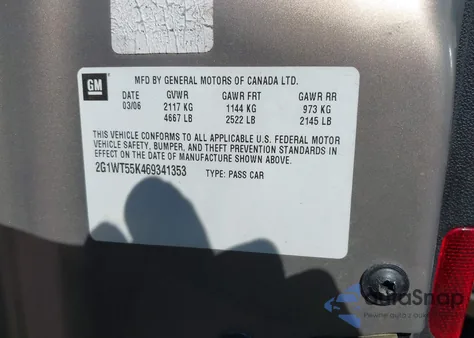 GM
MFD BY GENERAL MOTORS OF CANADA LTD.
DATE GVWR GAWR FRT GAWR RR
03/06 2117 KG 1144 KG 973 KG
4667 LB 2522 LB 2145 LB
THIS VEHICLE CONFORMS TO ALL APPLICABLE U.S. FEDERAL MOTOR
VEHICLE SAFETY, BUMPER, AND THEFT PREVENTION STANDARDS IN
EFFECT ON THE DATE OF MANUFACTURE SHOWN ABOVE.
2G1WT55K469341353 TYPE: PASS CAR
autoSnap